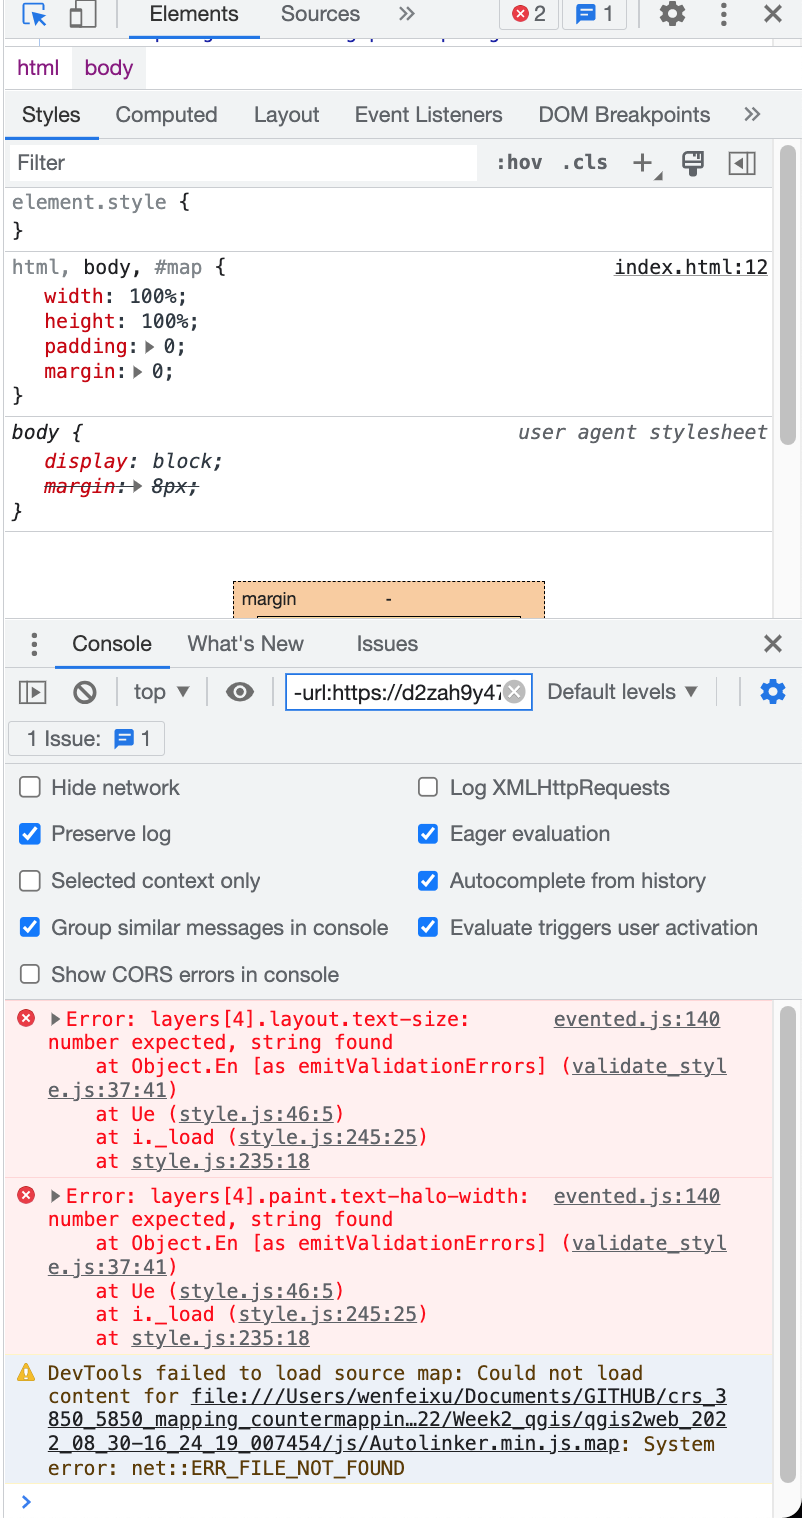 Elements Sources » 2 1
html body
Styles Computed Layout Event Listeners DOM Breakpoints »
Filter :hov .cls +
element.style {
}
html, body, #map { index.html:12
width: 100%;
height: 100%;
padding: 0;
margin: 0;
}
body { user agent stylesheet
display: block;
margin: 8px;
}
margin -
Console What's New Issues
top -url:https://d2zah9y47 Default levels
1 Issue: 1
Hide network Log XMLHttpRequests
Preserve log Eager evaluation
Selected context only Autocomplete from history
Group similar messages in console Evaluate triggers user activation
Show CORS errors in console
Error: layers[4].layout.text-size: evented.js:140
number expected, string found
at Object.En [as emitValidationErrors] (validate_styl
e.js:37:41)
at Ue (style.js:46:5)
at i._load (style.js:245:25)
at style.js:235:18
Error: layers[4].paint.text-halo-width: evented.js:140
number expected, string found
at Object.En [as emitValidationErrors] (validate_styl
e.js:37:41)
at Ue (style.js:46:5)
at i._load (style.js:245:25)
at style.js:235:18
DevTools failed to load source map: Could not load
content for file:///Users/wenfeixu/Documents/GITHUB/crs_3
850_5850_mapping_countermappin…22/Week2_qgis/qgis2web_202
2_08_30-16_24_19_007454/js/Autolinker.min.js.map: System
error: net::ERR_FILE_NOT_FOUND